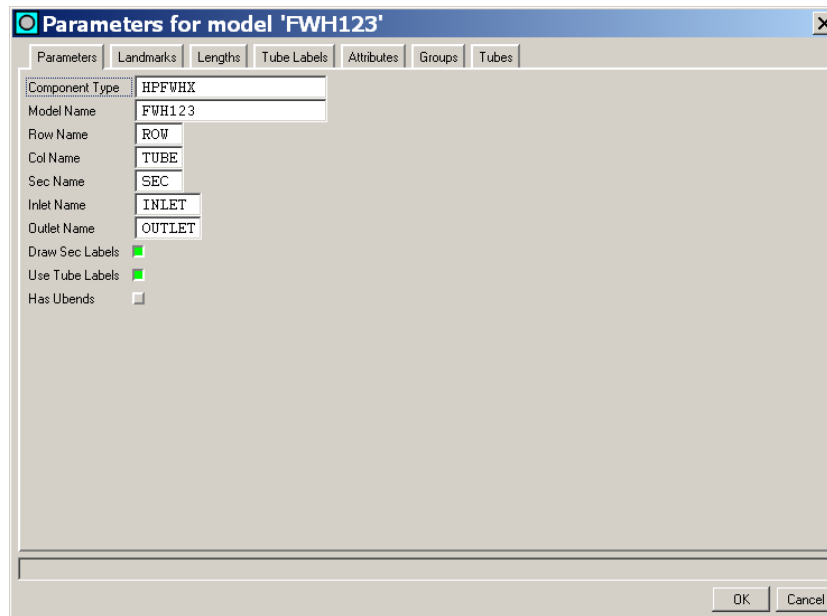 Parameters for model 'FWH123'
Parameters Landmarks Lengths Tube Labels Attributes Groups Tubes
Component Type HPFWHX
Model Name FWH123
Row Name ROW
Col Name TUBE
Sec Name SEC
Inlet Name INLET
Outlet Name OUTLET
Draw Sec Labels
Use Tube Labels
Has Ubends
OK Cancel